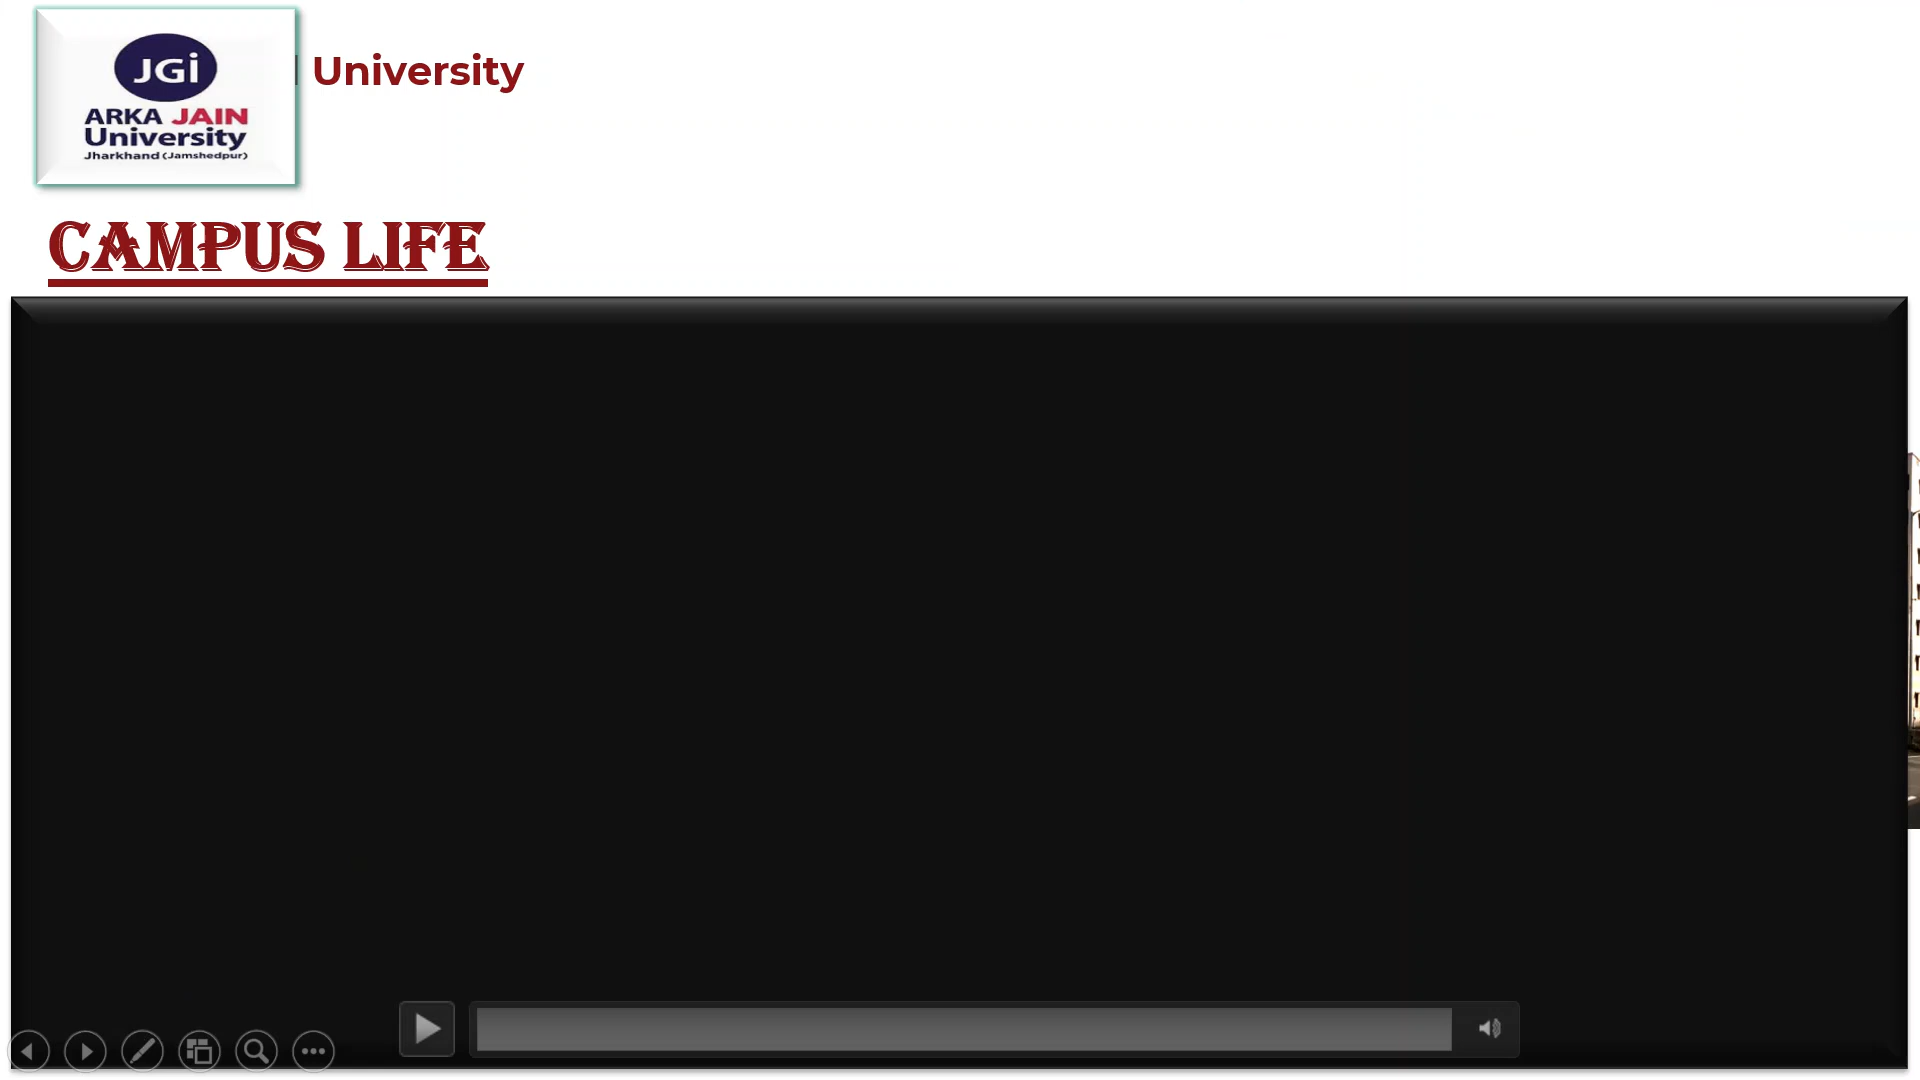 JGi
ARKA JAIN
University
Jharkhand (Jamshedpur)
University
CAMPUS LIFE